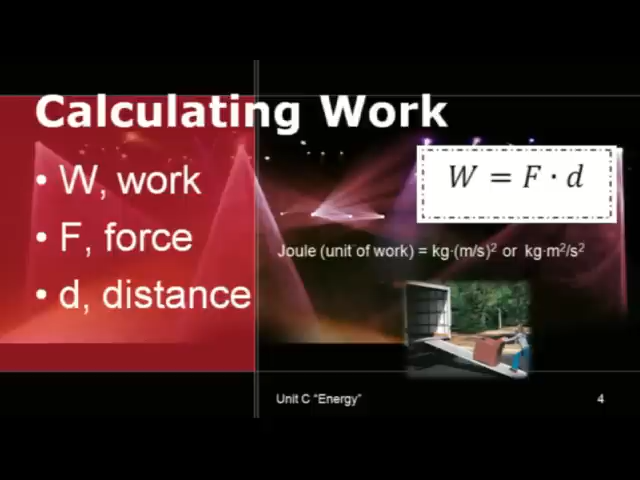 Calculating Work
• W, work
• F, force
• d, distance
W = F · d
Joule (unit of work) = kg·(m/s)² or kg·m²/s²
Unit C "Energy"
4